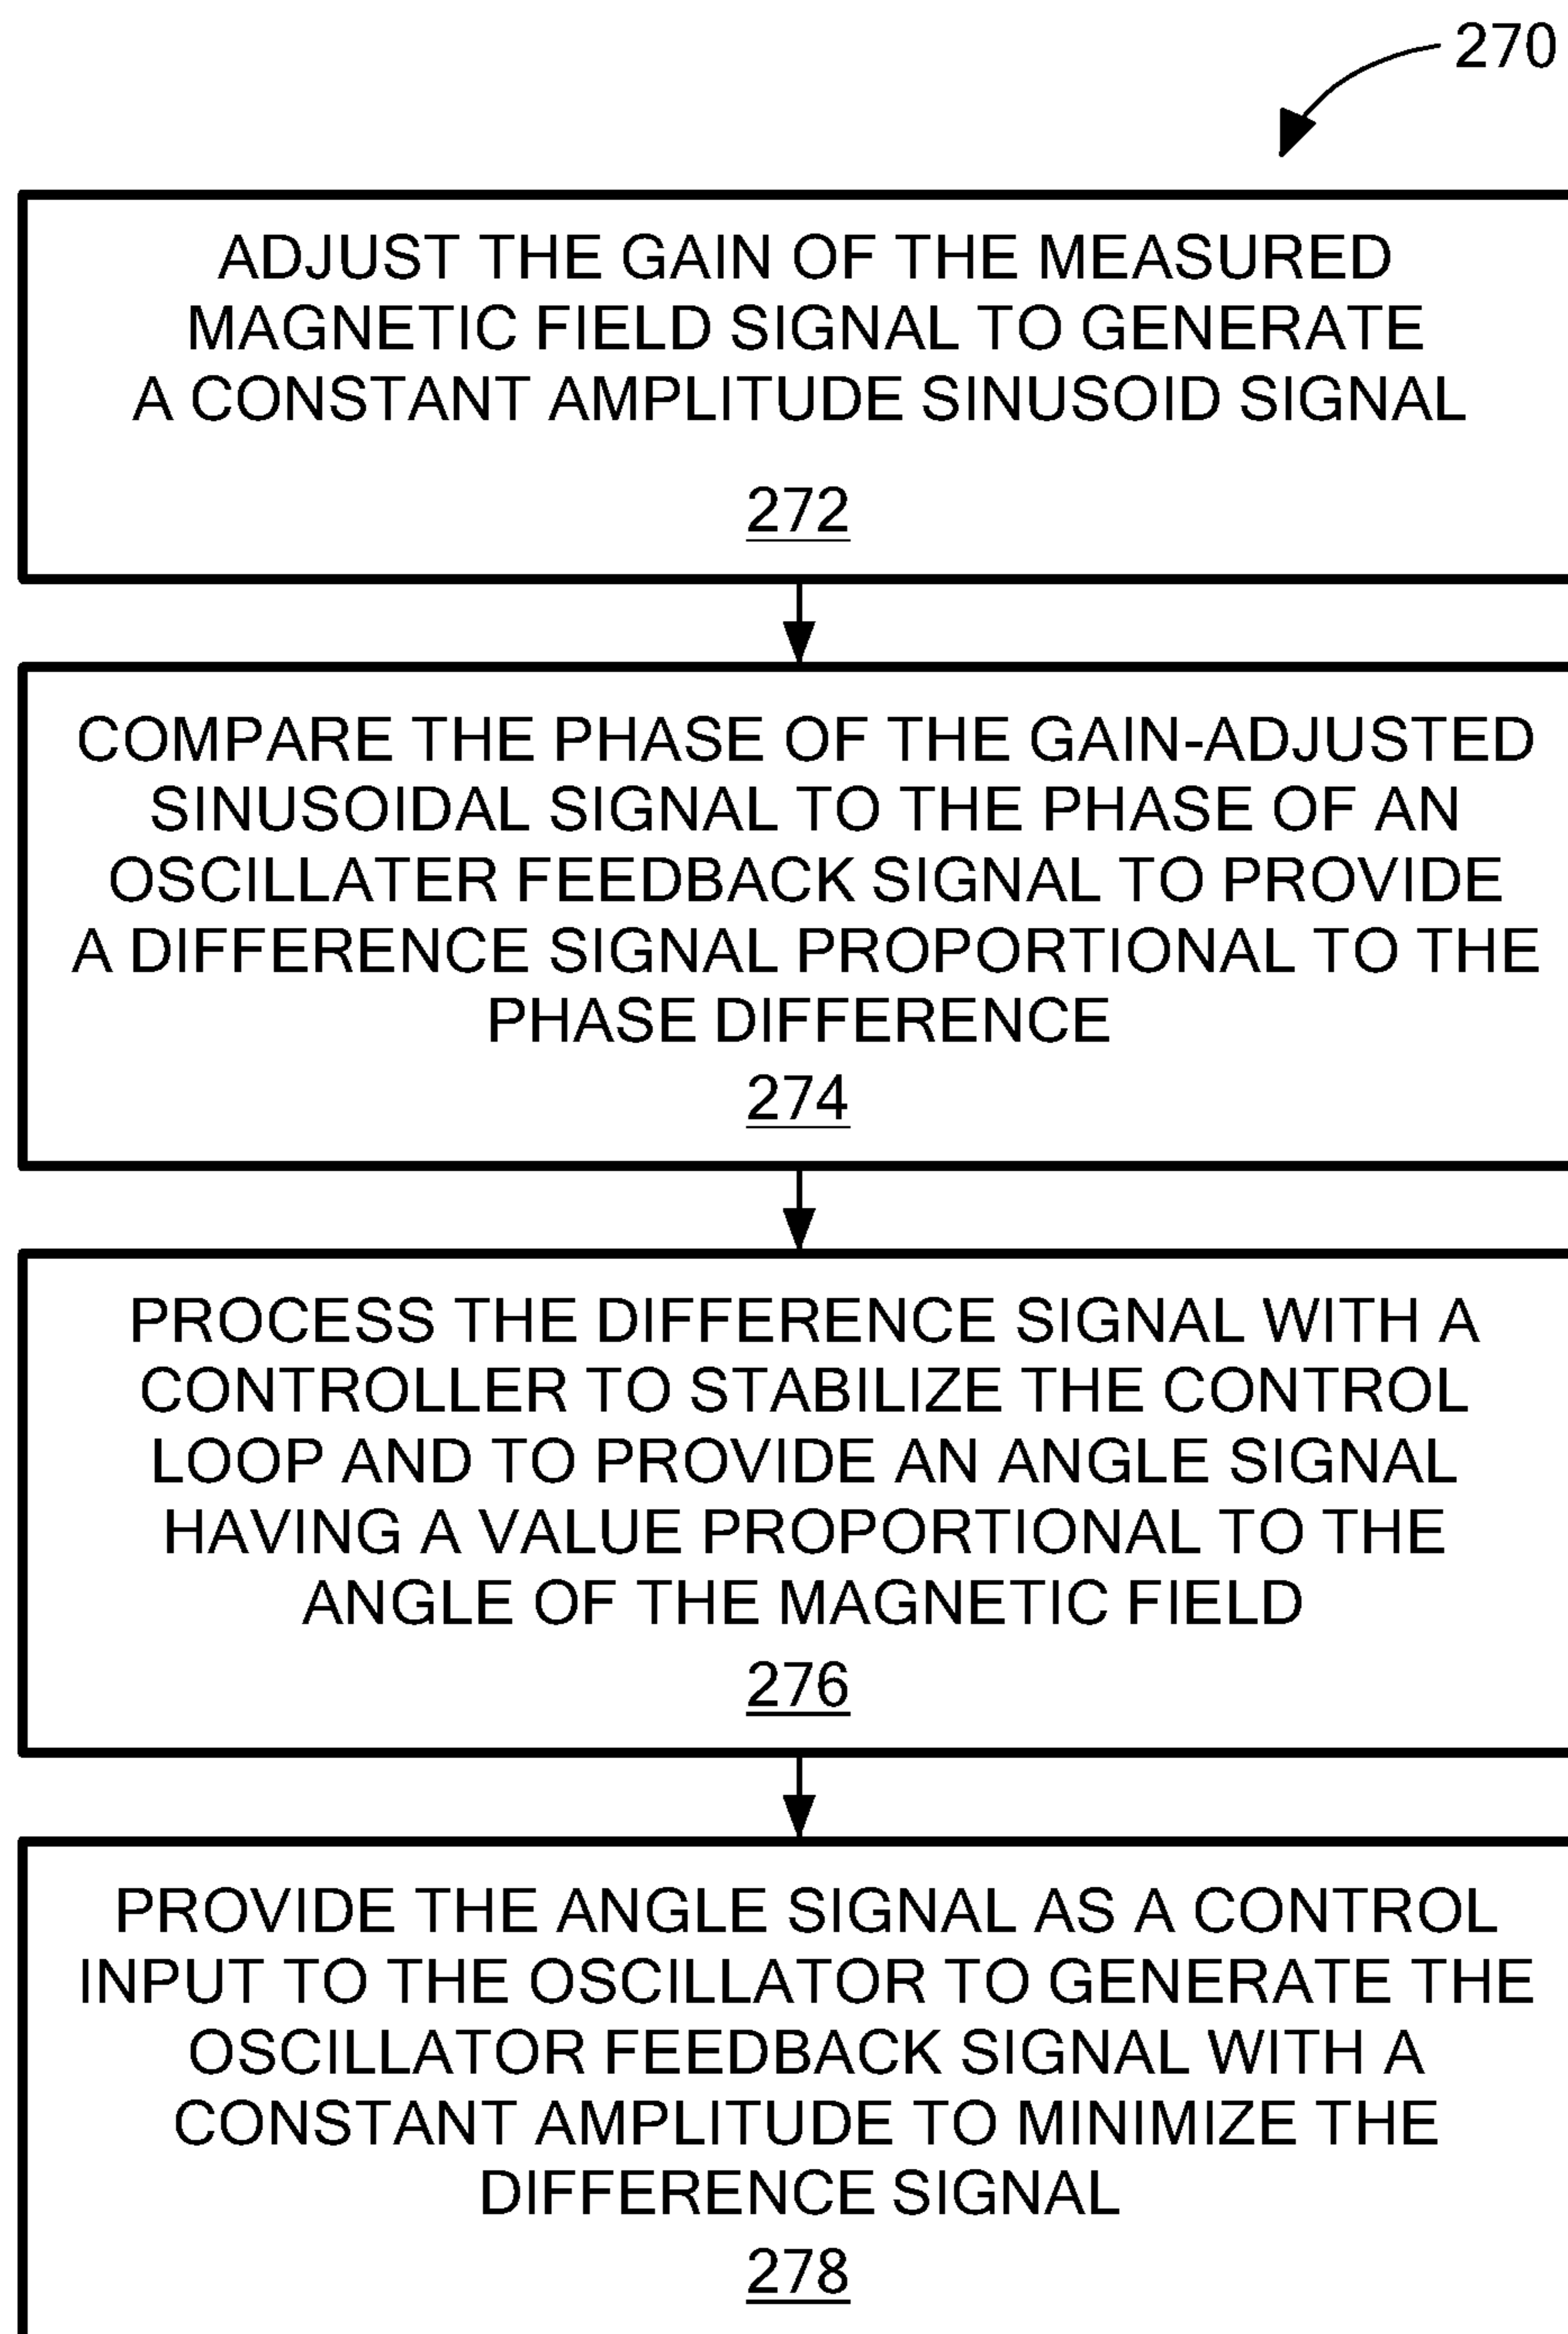 270
ADJUST THE GAIN OF THE MEASURED
MAGNETIC FIELD SIGNAL TO GENERATE
A CONSTANT AMPLITUDE SINUSOID SIGNAL
272
COMPARE THE PHASE OF THE GAIN-ADJUSTED
SINUSOIDAL SIGNAL TO THE PHASE OF AN
OSCILLATER FEEDBACK SIGNAL TO PROVIDE
A DIFFERENCE SIGNAL PROPORTIONAL TO THE
PHASE DIFFERENCE
274
PROCESS THE DIFFERENCE SIGNAL WITH A
CONTROLLER TO STABILIZE THE CONTROL
LOOP AND TO PROVIDE AN ANGLE SIGNAL
HAVING A VALUE PROPORTIONAL TO THE
ANGLE OF THE MAGNETIC FIELD
276
PROVIDE THE ANGLE SIGNAL AS A CONTROL
INPUT TO THE OSCILLATOR TO GENERATE THE
OSCILLATOR FEEDBACK SIGNAL WITH A
CONSTANT AMPLITUDE TO MINIMIZE THE
DIFFERENCE SIGNAL
278